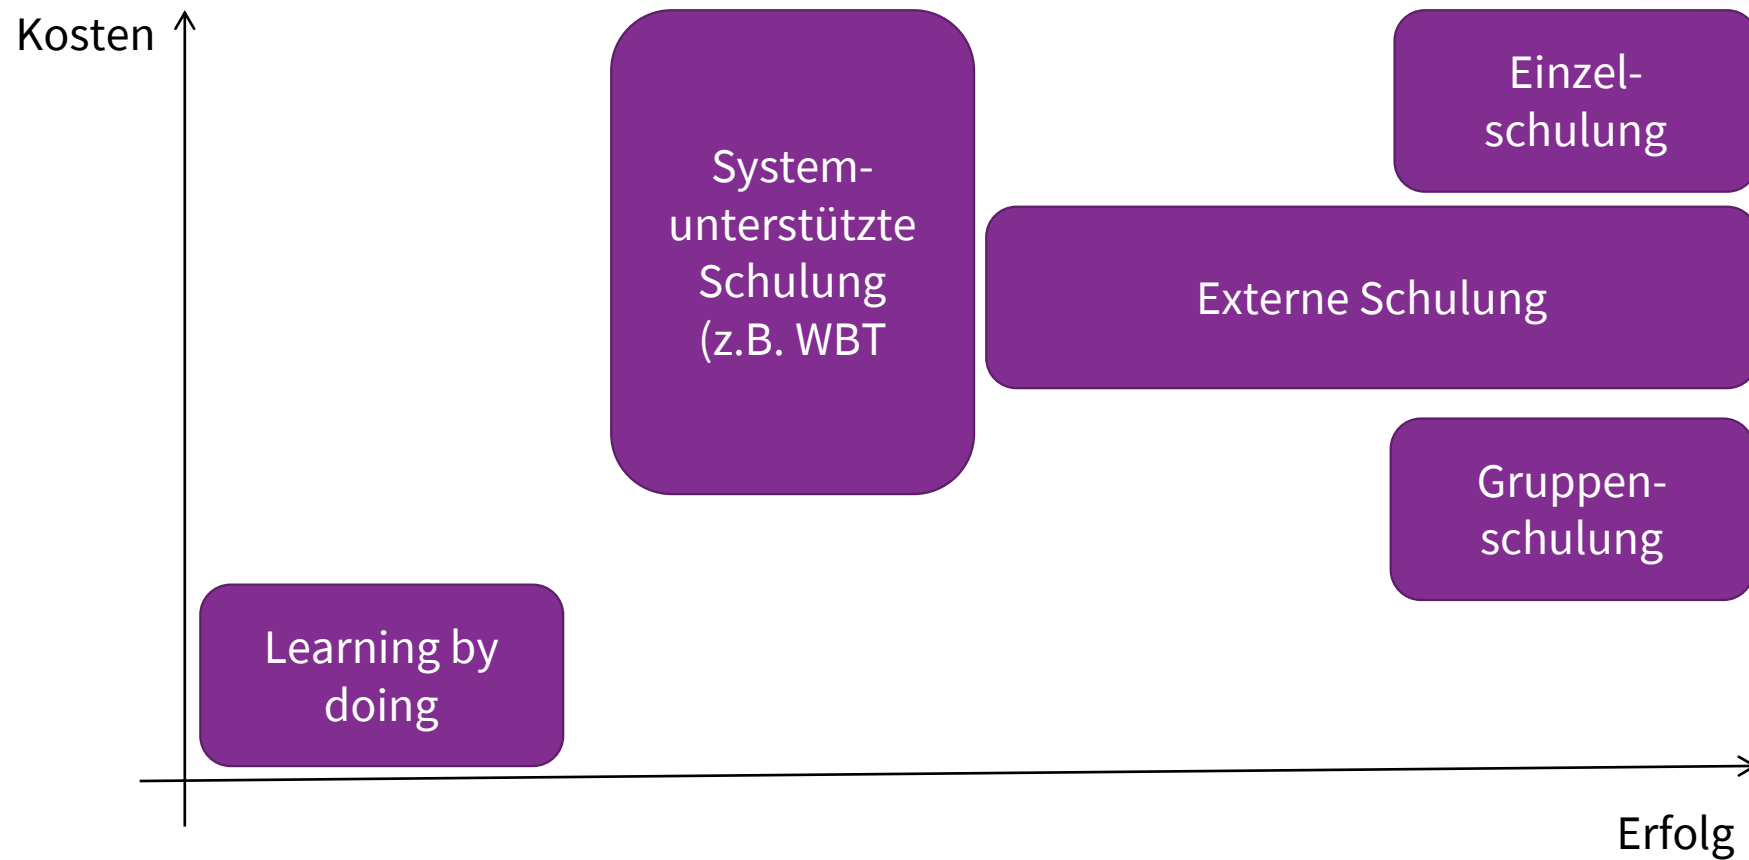 Kosten
System-
unterstützte
Schulung
(z.B. WBT
Einzel-
schulung
Externe Schulung
Gruppen-
schulung
Learning by
doing
Erfolg